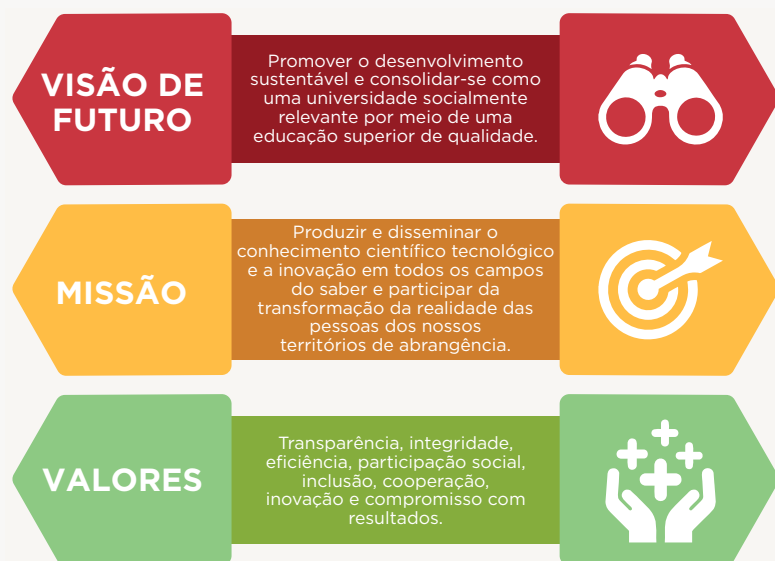 VISÃO DE
FUTURO
Promover o desenvolvimento
sustentável e consolidar-se como
uma universidade socialmente
relevante por meio de uma
educação superior de qualidade.
MISSÃO
Produzir e disseminar o
conhecimento científico tecnológico
e a inovação em todos os campos
do saber e participar da
transformação da realidade das
pessoas dos nossos
territórios de abrangência.
VALORES
Transparência, integridade,
eficiência, participação social,
inclusão, cooperação,
inovação e compromisso com
resultados.